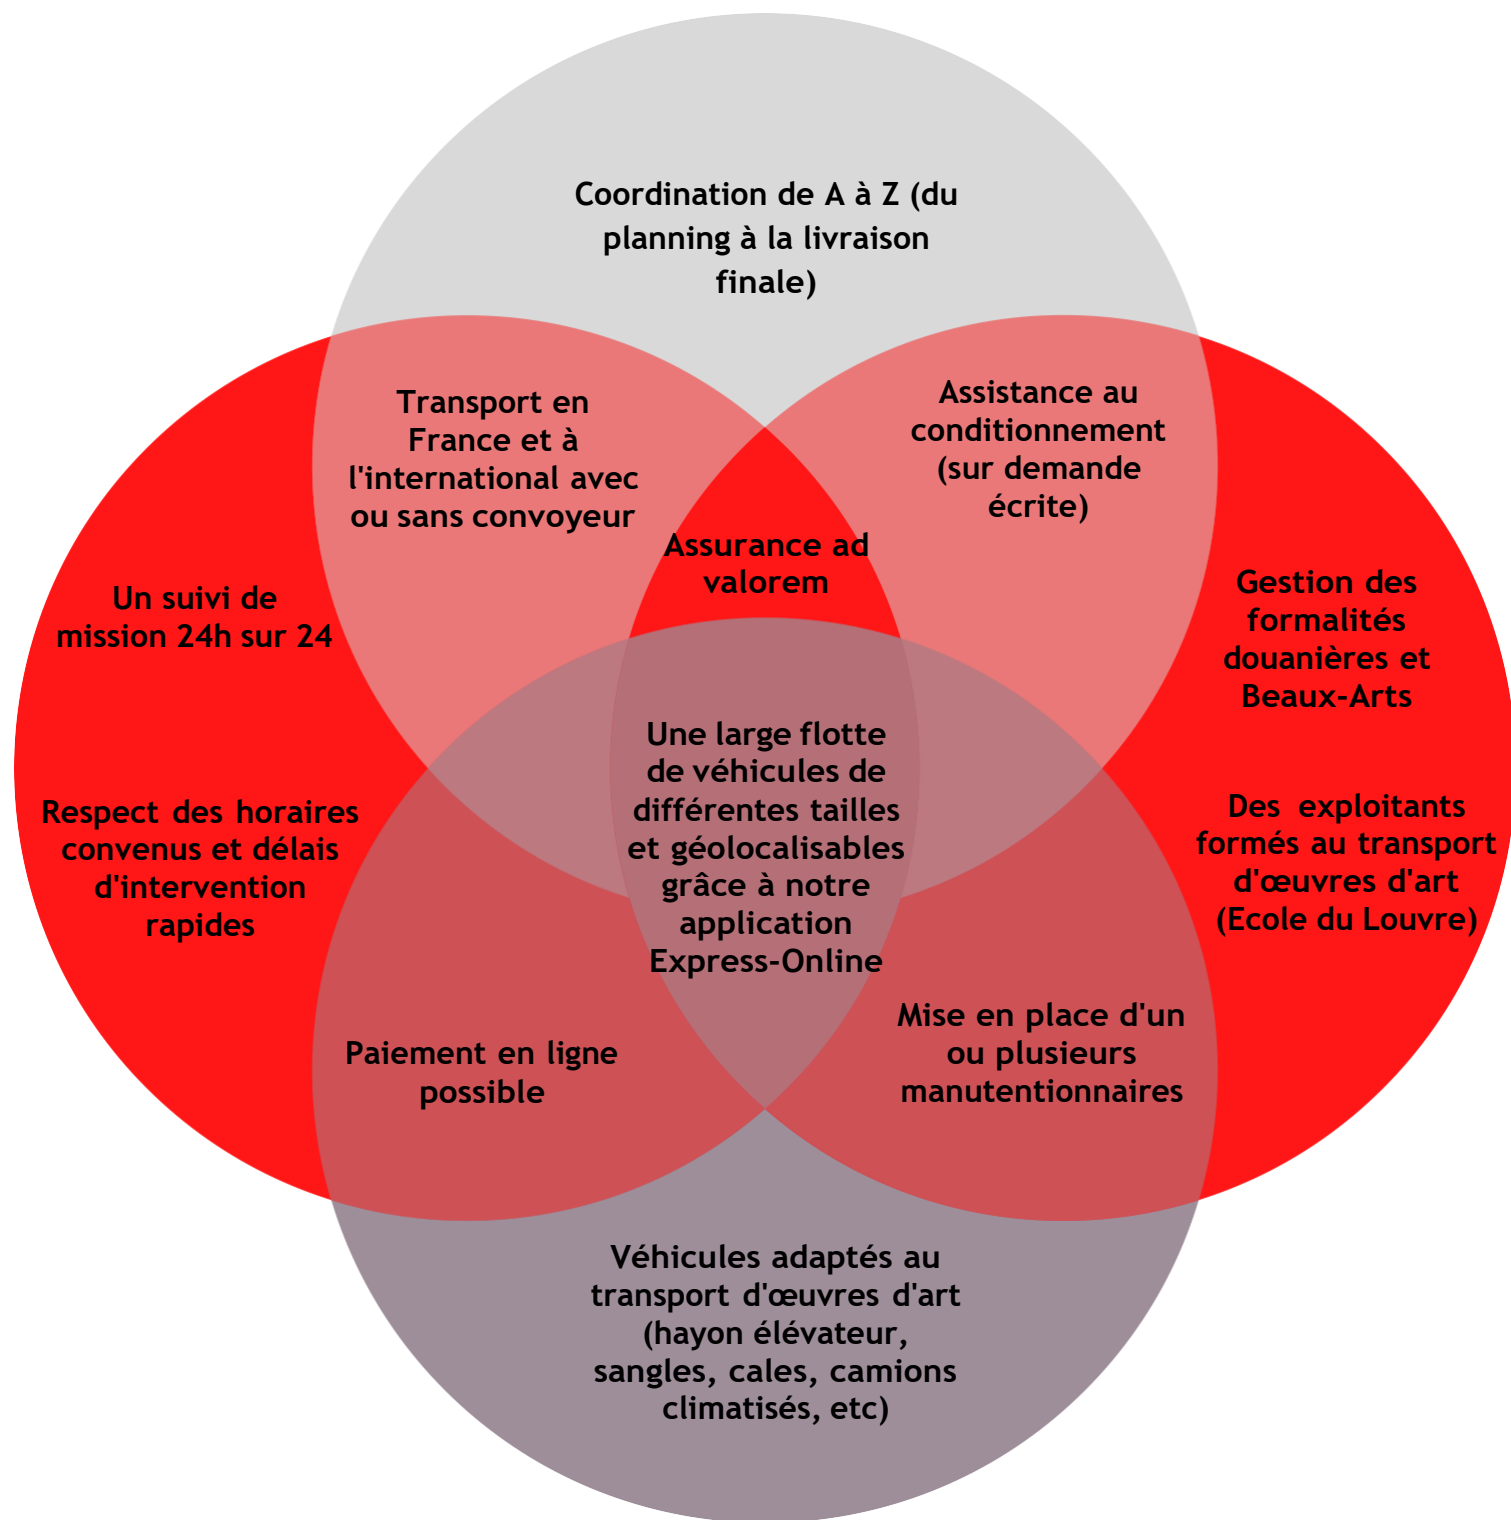 Coordination de A à Z (du
planning à la livraison
finale)
Transport en
France et à
l'international avec
ou sans convoyeur
Assistance au
conditionnement
(sur demande
écrite)
Assurance ad
valorem
Un suivi de
mission 24h sur 24
Gestion des
formalités
douanières et
Beaux-Arts
Une large flotte
de véhicules de
différentes tailles
et géolocalisables
grâce à notre
application
Express-Online
Respect des horaires
convenus et délais
d'intervention
rapides
Des exploitants
formés au transport
d'œuvres d'art
(Ecole du Louvre)
Paiement en ligne
possible
Mise en place d'un
ou plusieurs
manutentionnaires
Véhicules adaptés au
transport d'œuvres d'art
(hayon élévateur,
sangles, cales, camions
climatisés, etc)